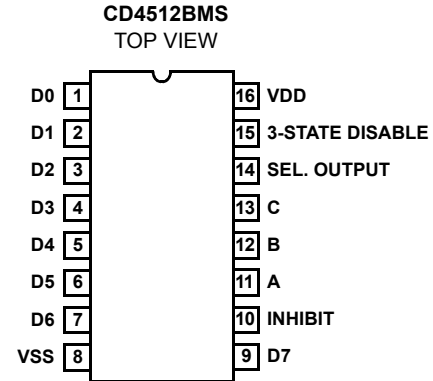 CD4512BMS
TOP VIEW
D0 1 16 VDD
D1 2 15 3-STATE DISABLE
D2 3 14 SEL. OUTPUT
D3 4 13 C
D4 5 12 B
D5 6 11 A
D6 7 10 INHIBIT
VSS 8 9 D7